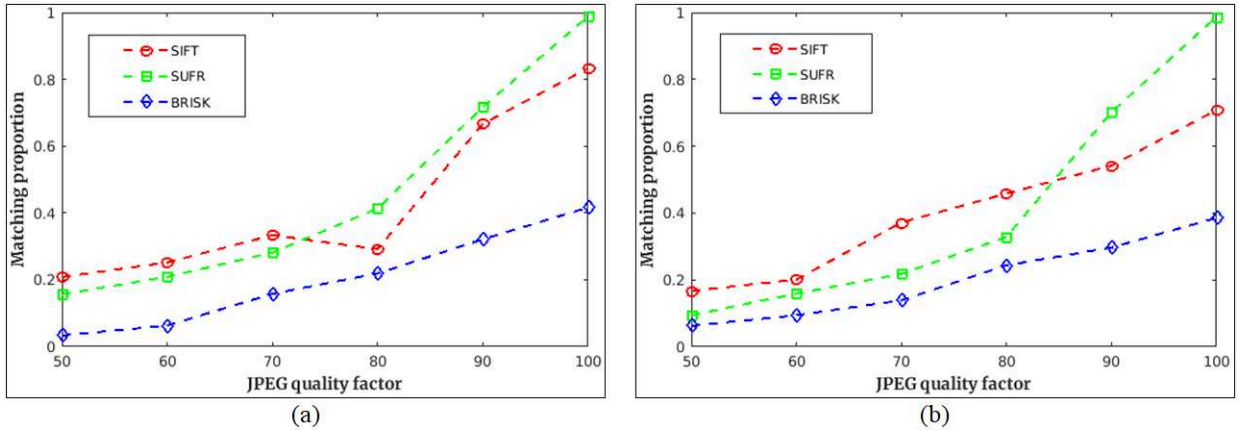 1
0.8
0.6
0.4
0.2
0
50
60
70
80
90
100
Matching proportion
JPEG quality factor
SIFT
SUFR
BRISK
(a)
1
0.8
0.6
0.4
0.2
0
50
60
70
80
90
100
Matching proportion
JPEG quality factor
SIFT
SUFR
BRISK
(b)